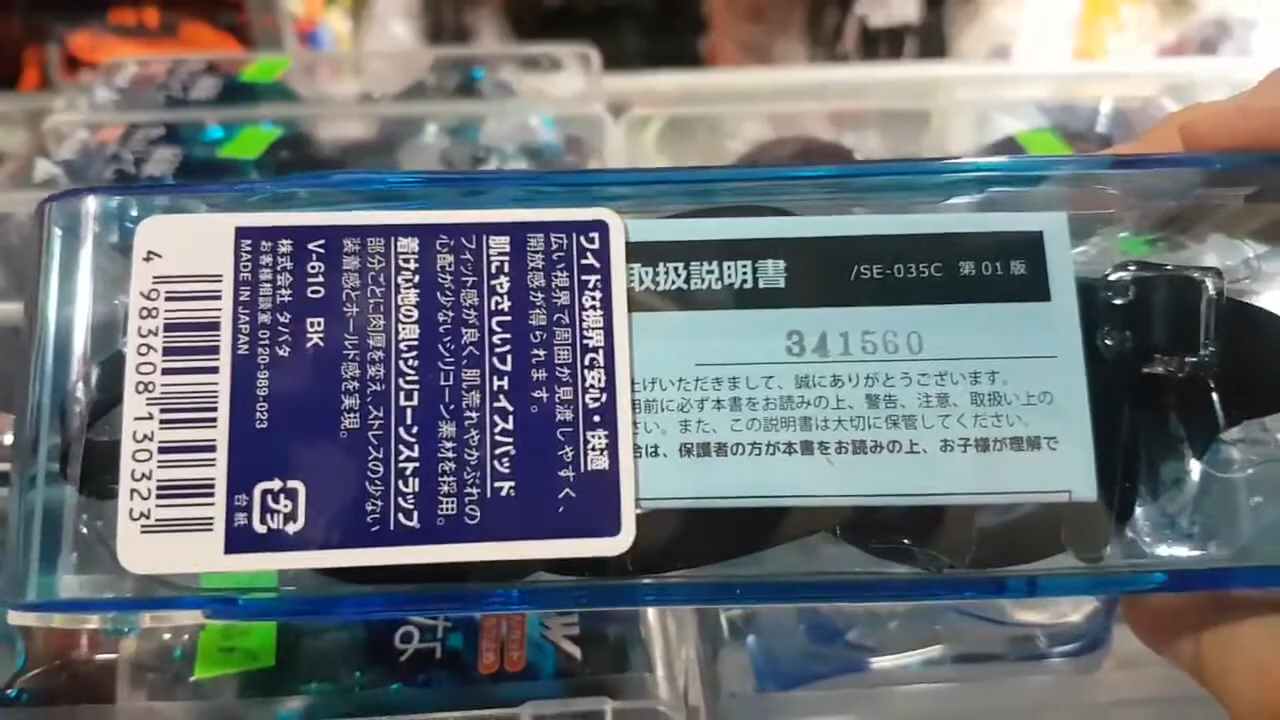 ワイドな視界で安心・快適
広い視界で周囲が見渡しやすく、
開放感が得られます。
肌にやさしいフェイスパッド
フィット感が良く、肌荒れやかぶれの
心配が少ないシリコーン素材を採用。
着け心地の良いシリコーンストラップ
部分ごとに肉厚を変え、ストレスの少ない
装着感とホールド感を実現。
V-610 BK
株式会社 タバタ
お客様相談室 0120-989-023
MADE IN JAPAN
プラ
台紙
4 983608 130323
取扱説明書 /SE-035C 第01版
341560
上げいただきまして、誠にありがとうございます。
用前に必ず本書をお読みの上、警告、注意、取扱い上の
さい。また、この説明書は大切に保管してください。
合は、保護者の方が本書をお読みの上、お子様が理解で